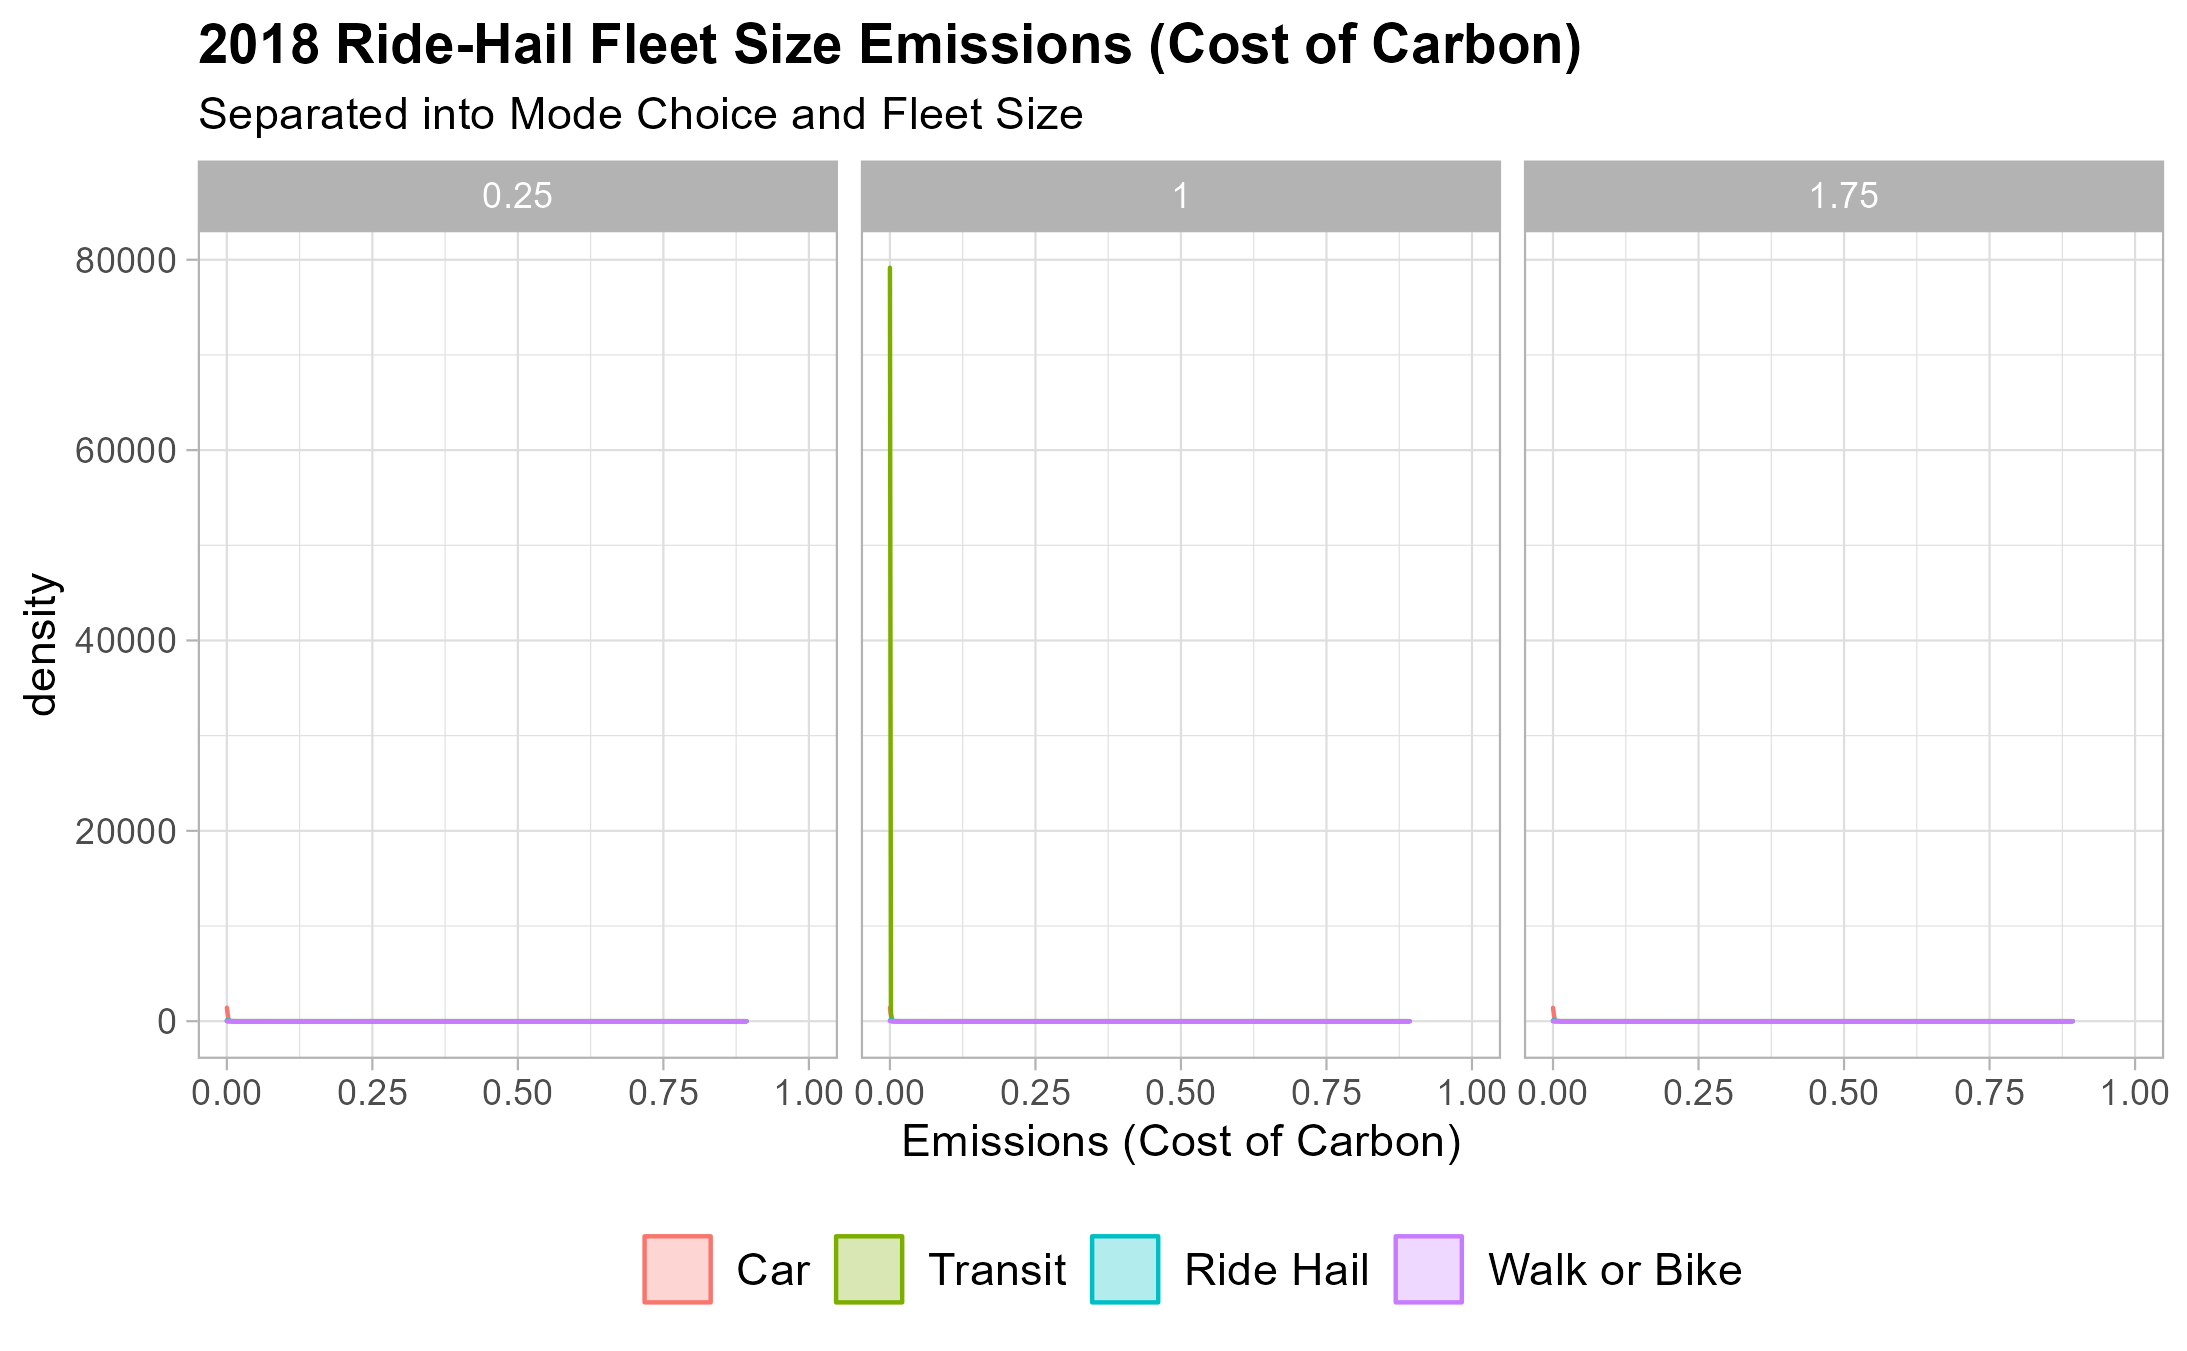 2018 Ride-Hail Fleet Size Emissions (Cost of Carbon)
Separated into Mode Choice and Fleet Size
0.25 1 1.75
80000
60000
40000
20000
0
density
0.00 0.25 0.50 0.75 1.00 0.00 0.25 0.50 0.75 1.00 0.00 0.25 0.50 0.75 1.00
Emissions (Cost of Carbon)
Car Transit Ride Hail Walk or Bike